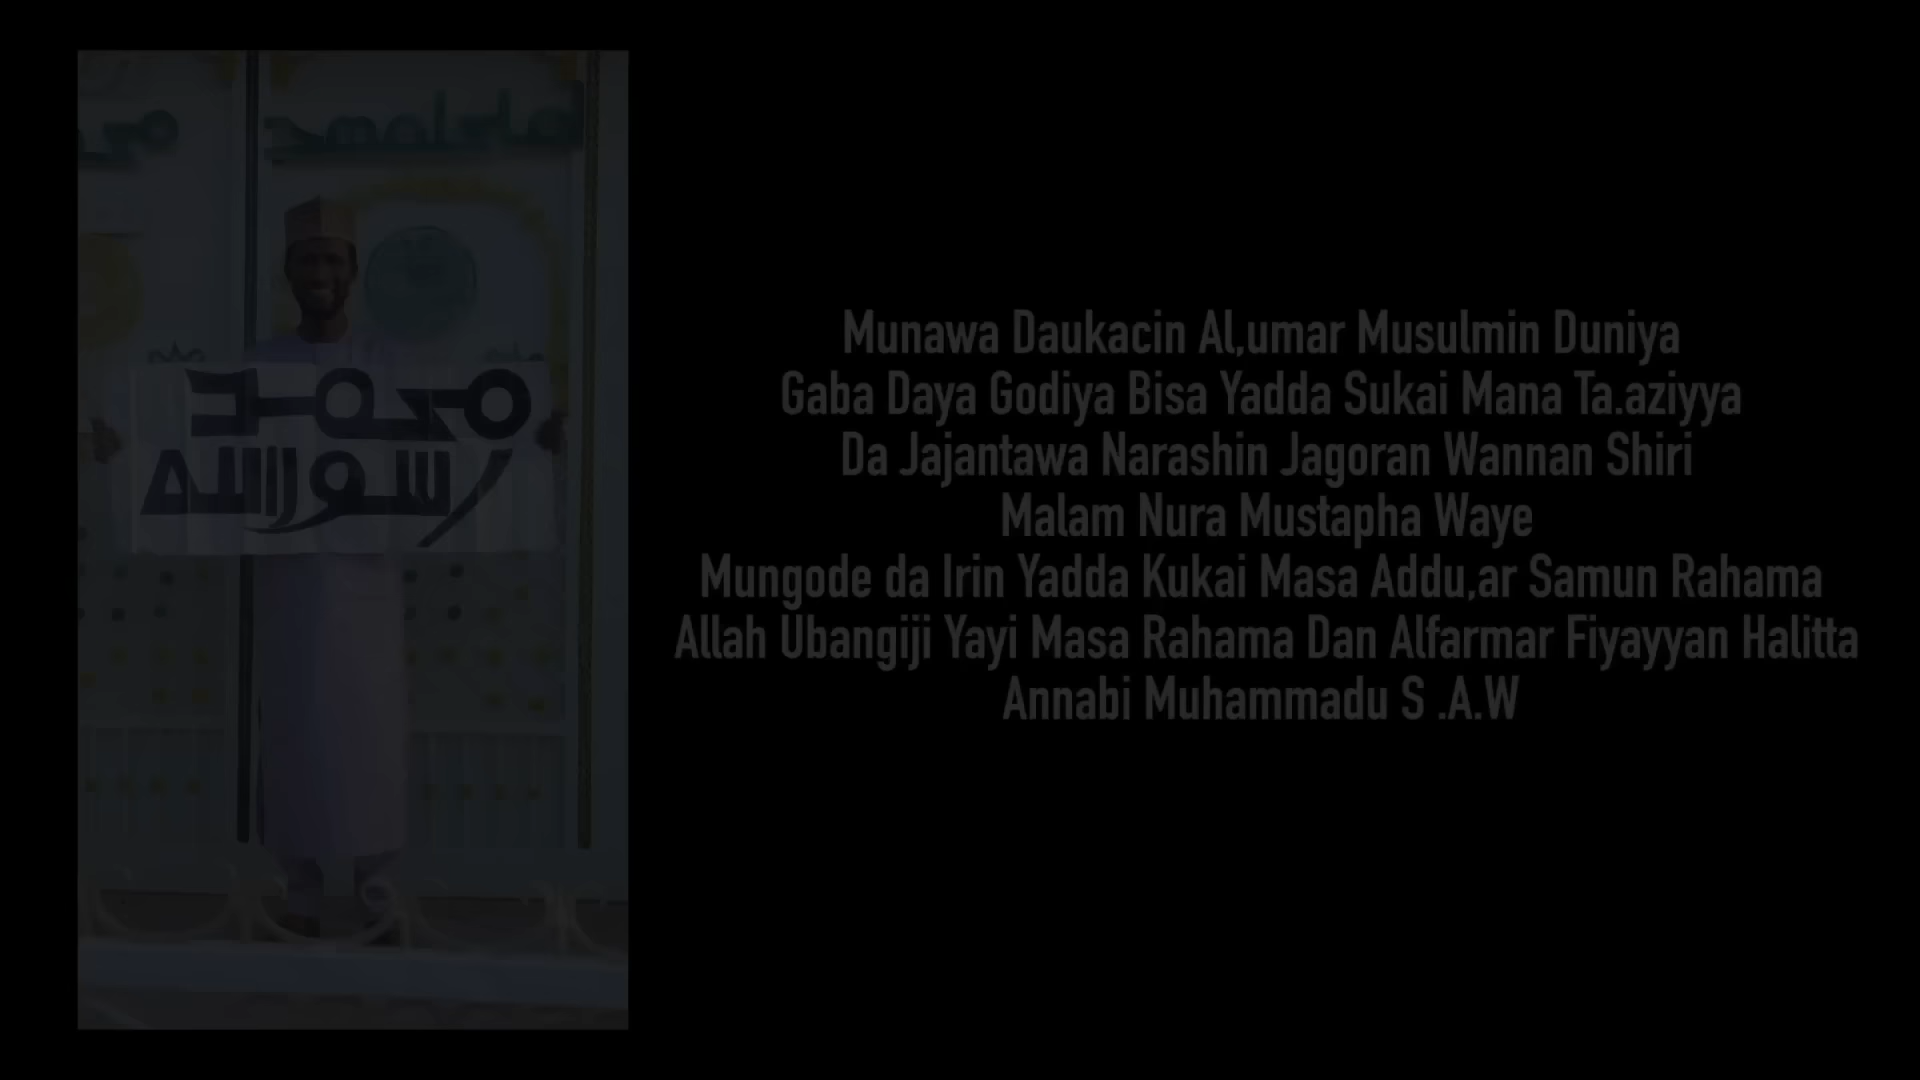 محمد
رسول الله
Munawa Daukacin Al,umar Musulmin Duniya
Gaba Daya Godiya Bisa Yadda Sukai Mana Ta.aziyya
Da Jajantawa Narashin Jagoran Wannan Shiri
Malam Nura Mustapha Waye
Mungode da Irin Yadda Kukai Masa Addu,ar Samun Rahama
Allah Ubangiji Yayi Masa Rahama Dan Alfarmar Fiyayyan Halitta
Annabi Muhammadu S .A.W